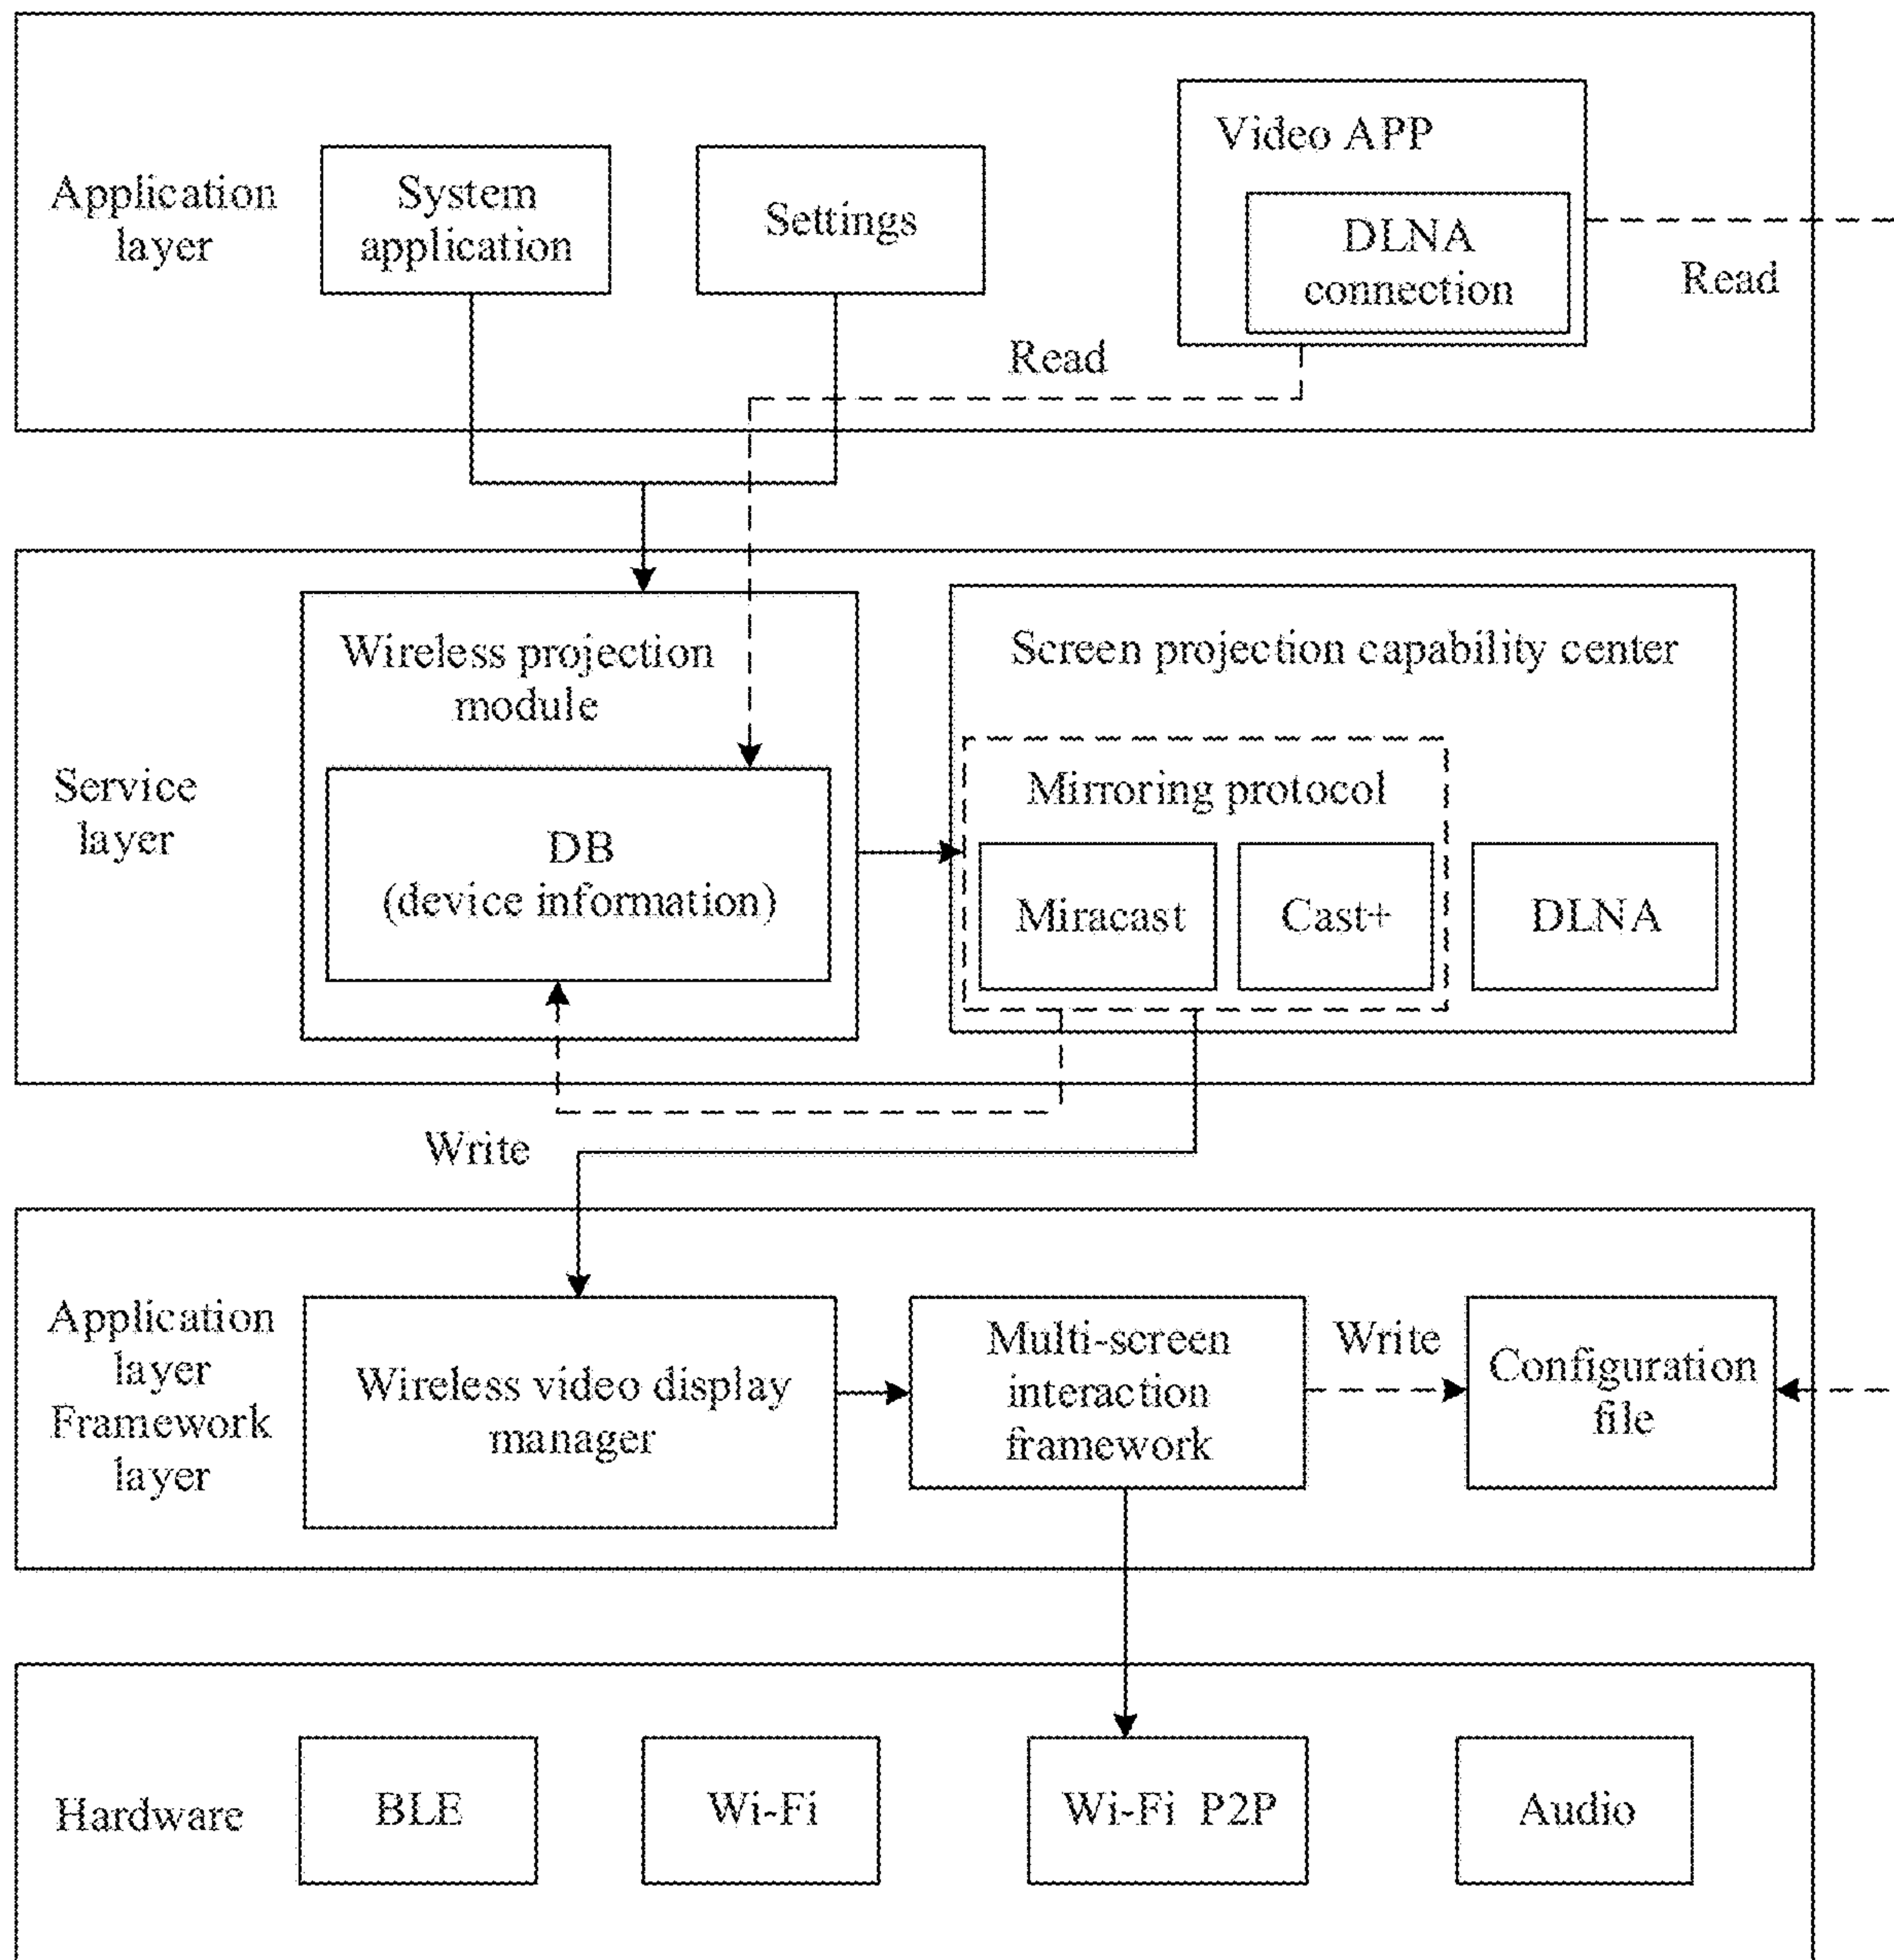 Application
layer
System
application
Settings
Video APP
DLNA
connection
Read
Read
Service
layer
Wireless projection
module
DB
(device information)
Screen projection capability center
Mirroring protocol
Miracast
Cast+
DLNA
Write
Application
layer
Framework
layer
Wireless video display
manager
Multi-screen
interaction
framework
Write
Configuration
file
Hardware
BLE
Wi-Fi
Wi-Fi P2P
Audio